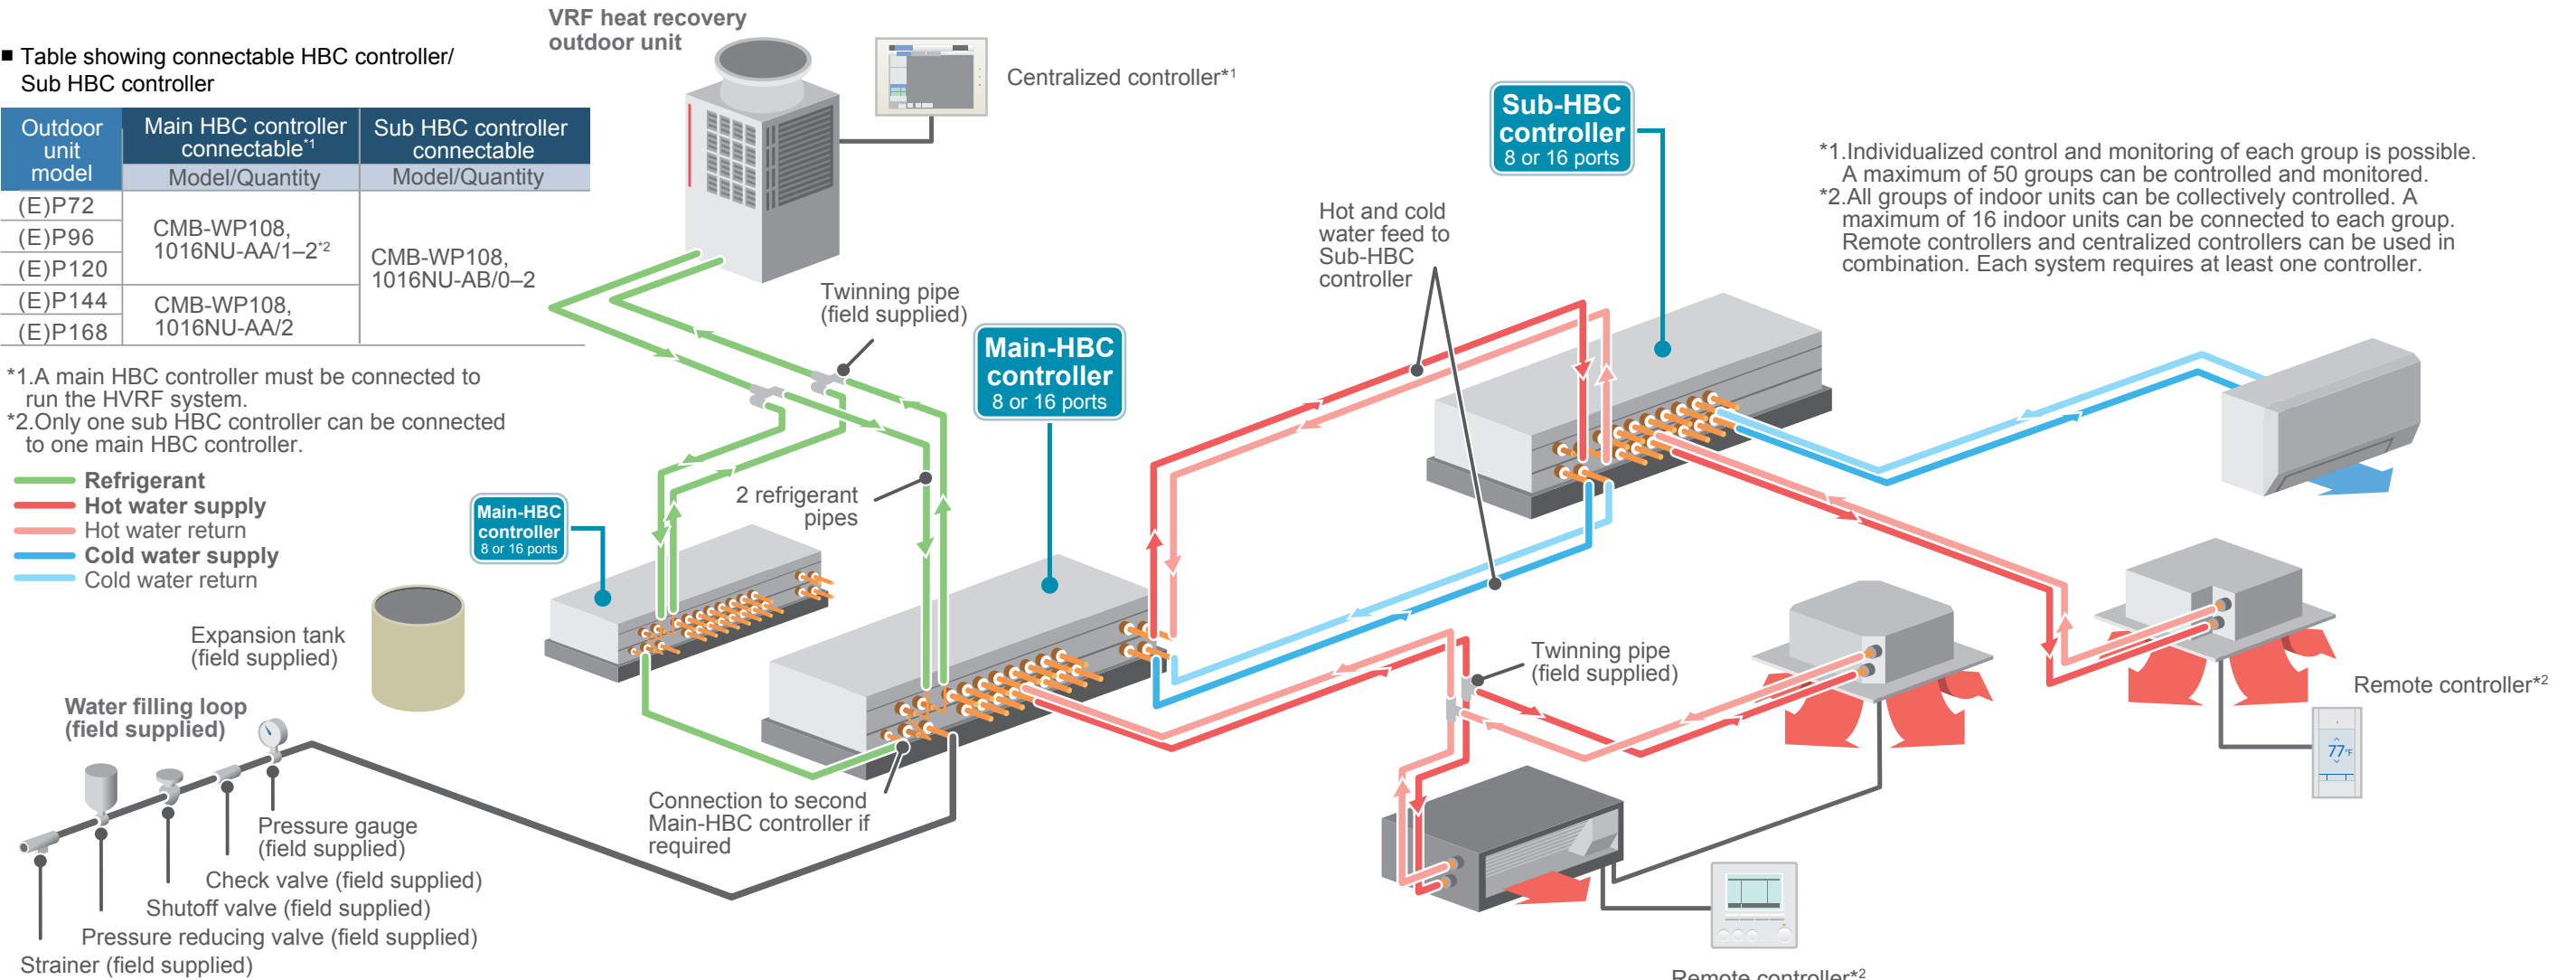 VRF heat recovery
outdoor unit
■ Table showing connectable HBC controller/
Sub HBC controller
Centralized controller*1
Outdoor
unit
model
Main HBC controller
connectable*1
Sub HBC controller
connectable
Model/Quantity
Model/Quantity
(E)P72
(E)P96
(E)P120
(E)P144
(E)P168
CMB-WP108,
1016NU-AA/1–2*2
CMB-WP108,
1016NU-AA/2
CMB-WP108,
1016NU-AB/0–2
*1.A main HBC controller must be connected to
run the HVRF system.
*2.Only one sub HBC controller can be connected
to one main HBC controller.
Refrigerant
Hot water supply
Hot water return
Cold water supply
Cold water return
Sub-HBC
controller
8 or 16 ports
*1.Individualized control and monitoring of each group is possible.
A maximum of 50 groups can be controlled and monitored.
*2.All groups of indoor units can be collectively controlled. A
maximum of 16 indoor units can be connected to each group.
Remote controllers and centralized controllers can be used in
combination. Each system requires at least one controller.
Hot and cold
water feed to
Sub-HBC
controller
Twinning pipe
(field supplied)
Main-HBC
controller
8 or 16 ports
2 refrigerant
pipes
Main-HBC
controller
8 or 16 ports
Expansion tank
(field supplied)
Water filling loop
(field supplied)
Twinning pipe
(field supplied)
Remote controller*2
77°F
Connection to second
Main-HBC controller if
required
Pressure gauge
(field supplied)
Check valve (field supplied)
Shutoff valve (field supplied)
Pressure reducing valve (field supplied)
Strainer (field supplied)
Remote controller*2